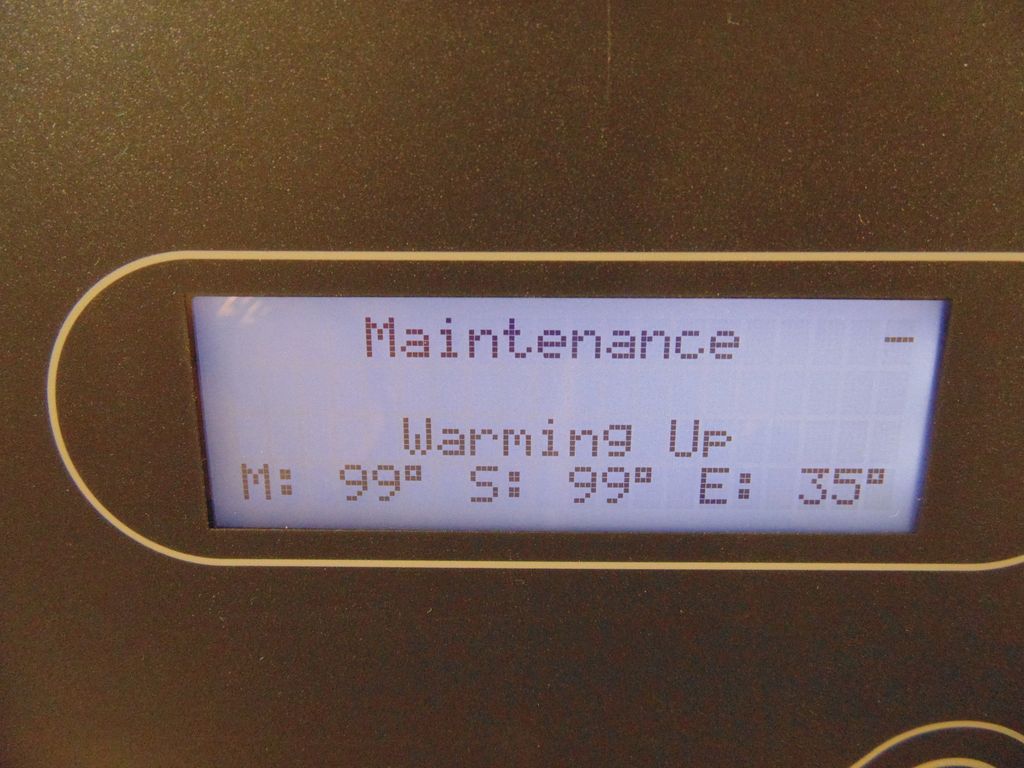 Maintenance -
Warming Up
M: 99° S: 99° E: 35°